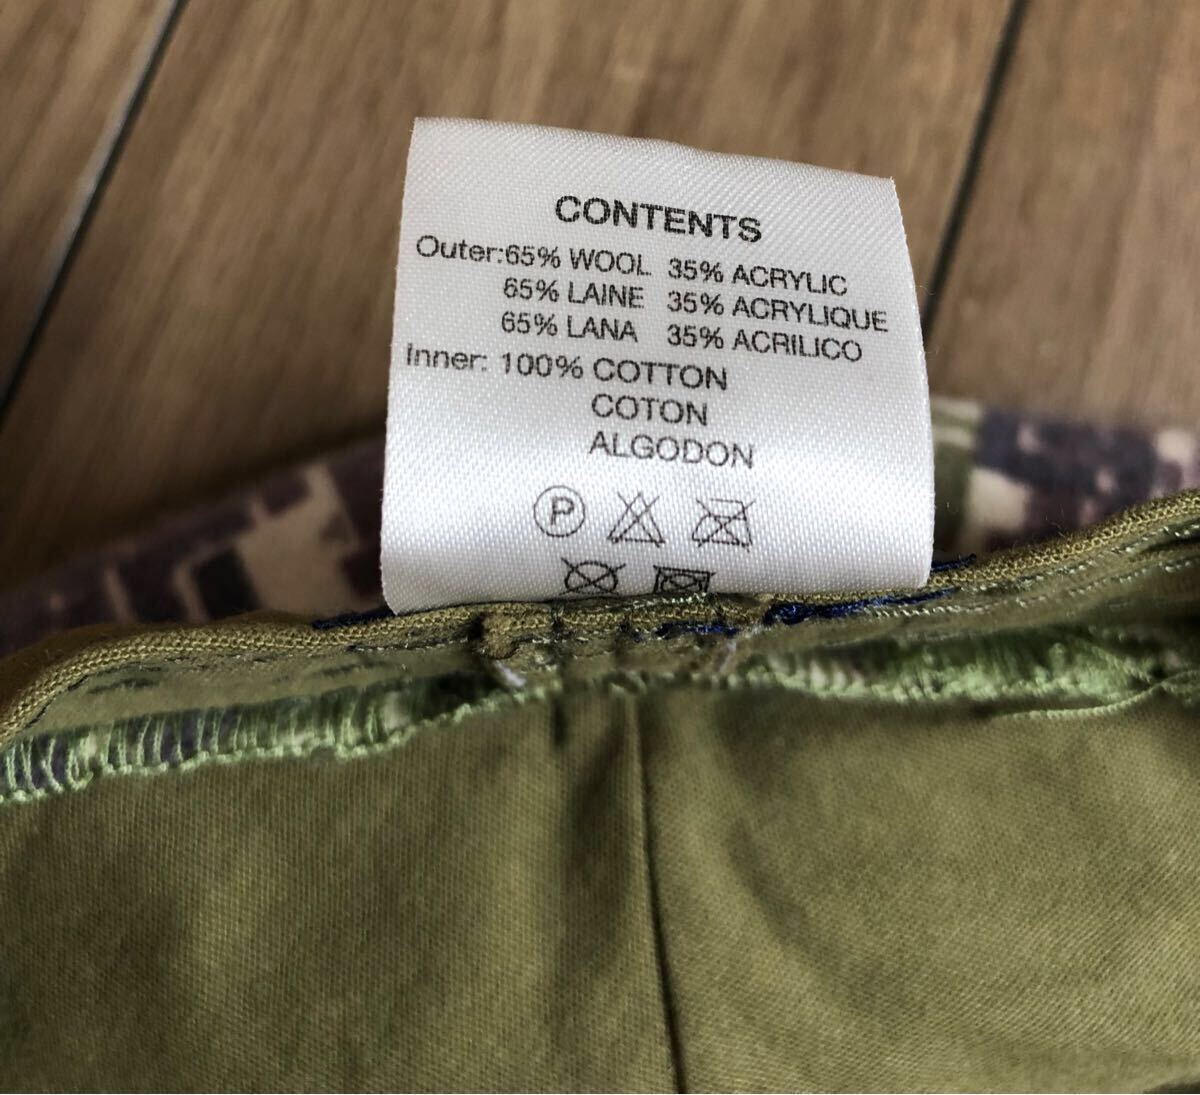 CONTENTS
Outer:65% WOOL 35% ACRYLIC
65% LAINE 35% ACRYLIQUE
65% LANA 35% ACRILICO
Inner: 100% COTTON
COTON
ALGODON
P